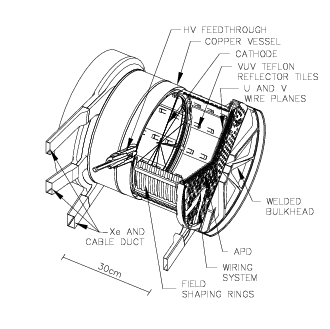 HV FEEDTHROUGH
COPPER VESSEL
CATHODE
VUV TEFLON
REFLECTOR TILES
U AND V
WIRE PLANES
WELDED
BULKHEAD
Xe AND
CABLE DUCT
APD
30cm
WIRING
SYSTEM
FIELD
SHAPING RINGS